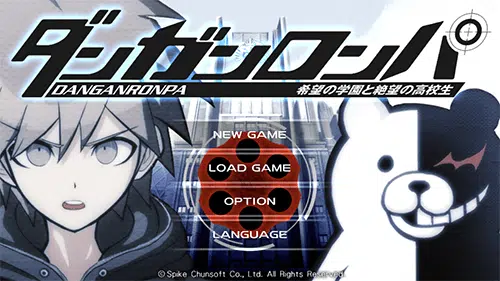 ダンガンロンパ
DANGANRONPA
希望の学園と絶望の高校生
NEW GAME
LOAD GAME
OPTION
LANGUAGE
© Spike Chunsoft Co., Ltd. All Rights Reserved.